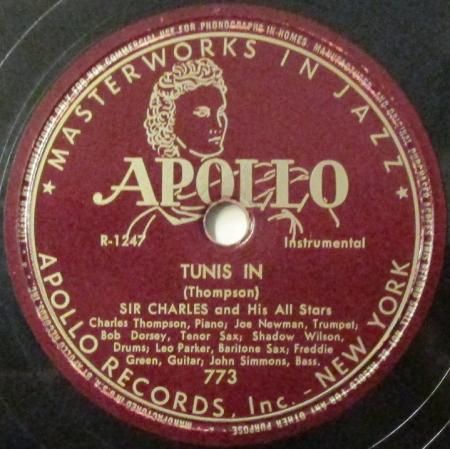 MASTERWORKS IN JAZZ
APOLLO
R-1247
Instrumental
TUNIS IN
(Thompson)
SIR CHARLES and His All Stars
Charles Thompson, Piano; Joe Newman, Trumpet;
Bob Dorsey, Tenor Sax; Shadow Wilson,
Drums; Leo Parker, Baritone Sax; Freddie
Green, Guitar; John Simmons, Bass.
773
APOLLO RECORDS, Inc. - NEW YORK